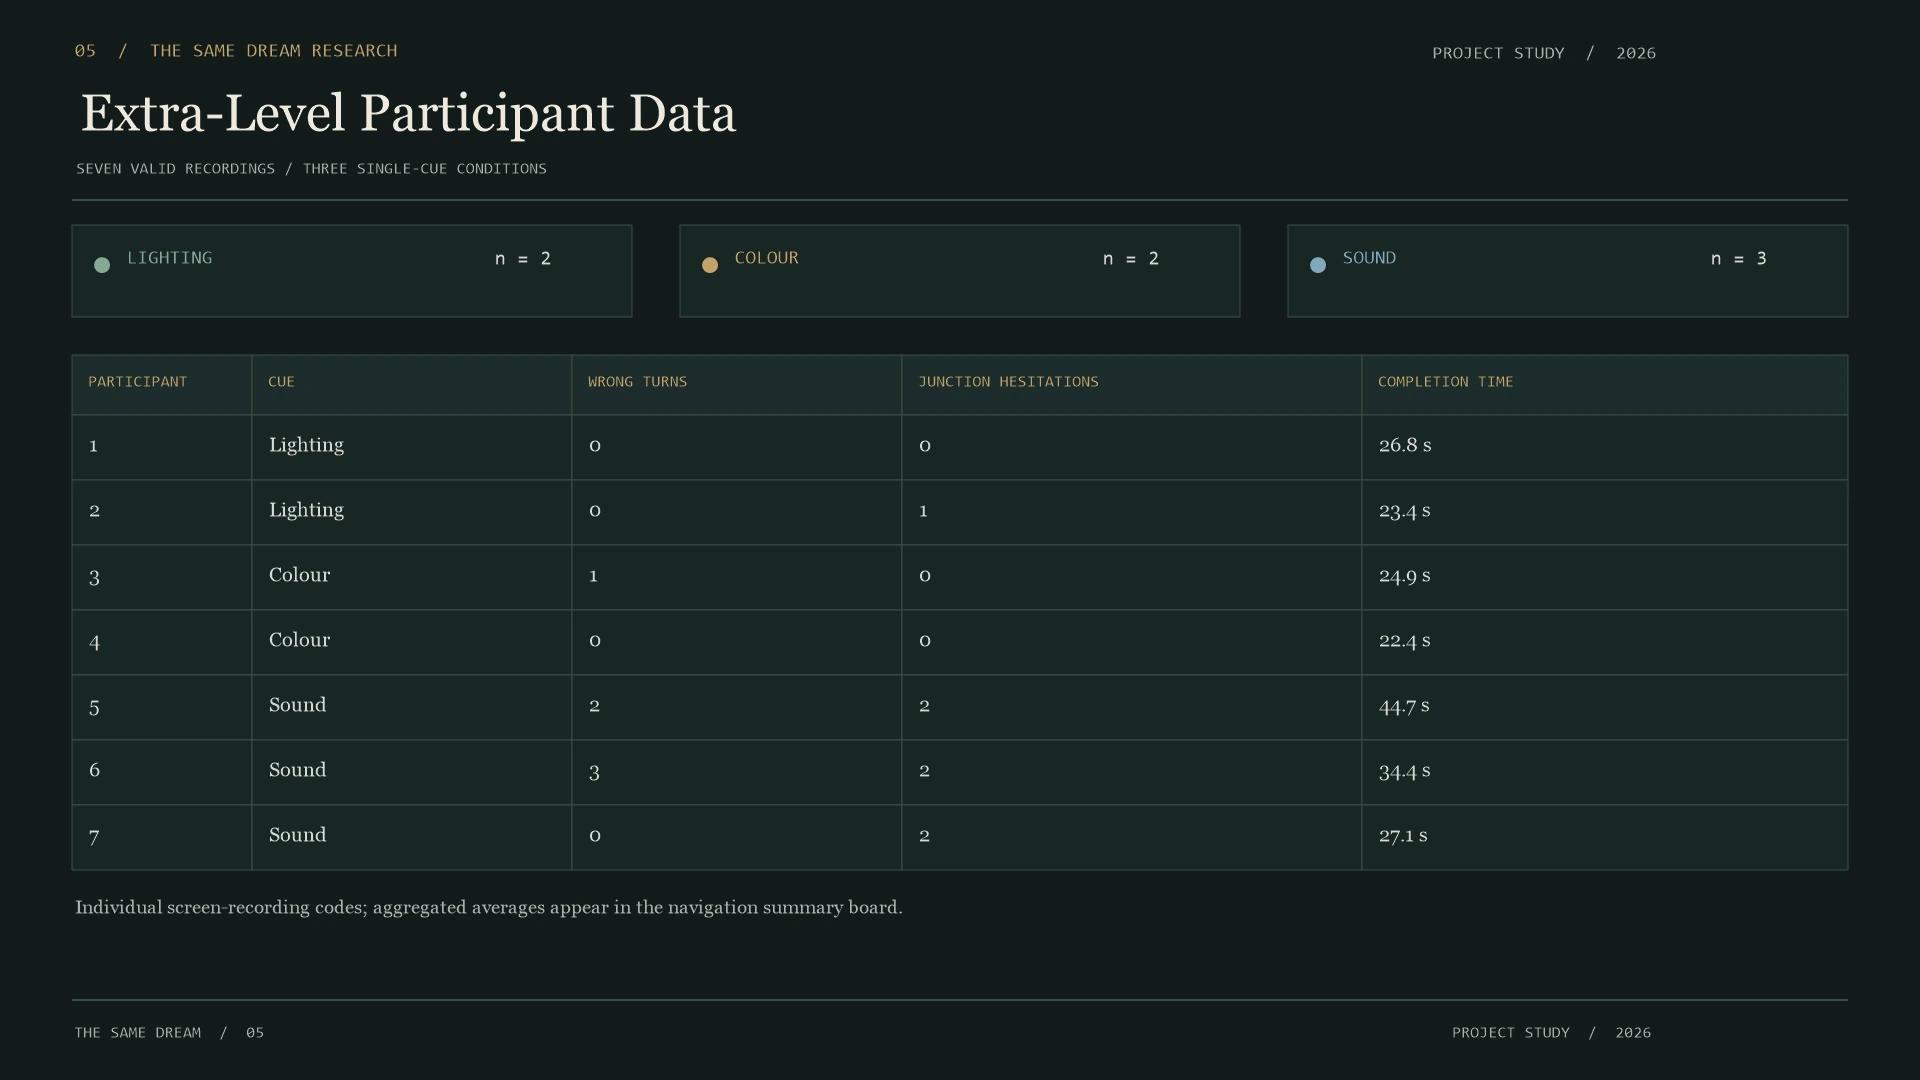 05 / THE SAME DREAM RESEARCH
PROJECT STUDY / 2026
Extra-Level Participant Data
SEVEN VALID RECORDINGS / THREE SINGLE-CUE CONDITIONS
LIGHTING n = 2
COLOUR n = 2
SOUND n = 3
PARTICIPANT CUE WRONG TURNS JUNCTION HESITATIONS COMPLETION TIME
1 Lighting 0 0 26.8 s
2 Lighting 0 1 23.4 s
3 Colour 1 0 24.9 s
4 Colour 0 0 22.4 s
5 Sound 2 2 44.7 s
6 Sound 3 2 34.4 s
7 Sound 0 2 27.1 s
Individual screen-recording codes; aggregated averages appear in the navigation summary board.
THE SAME DREAM / 05
PROJECT STUDY / 2026